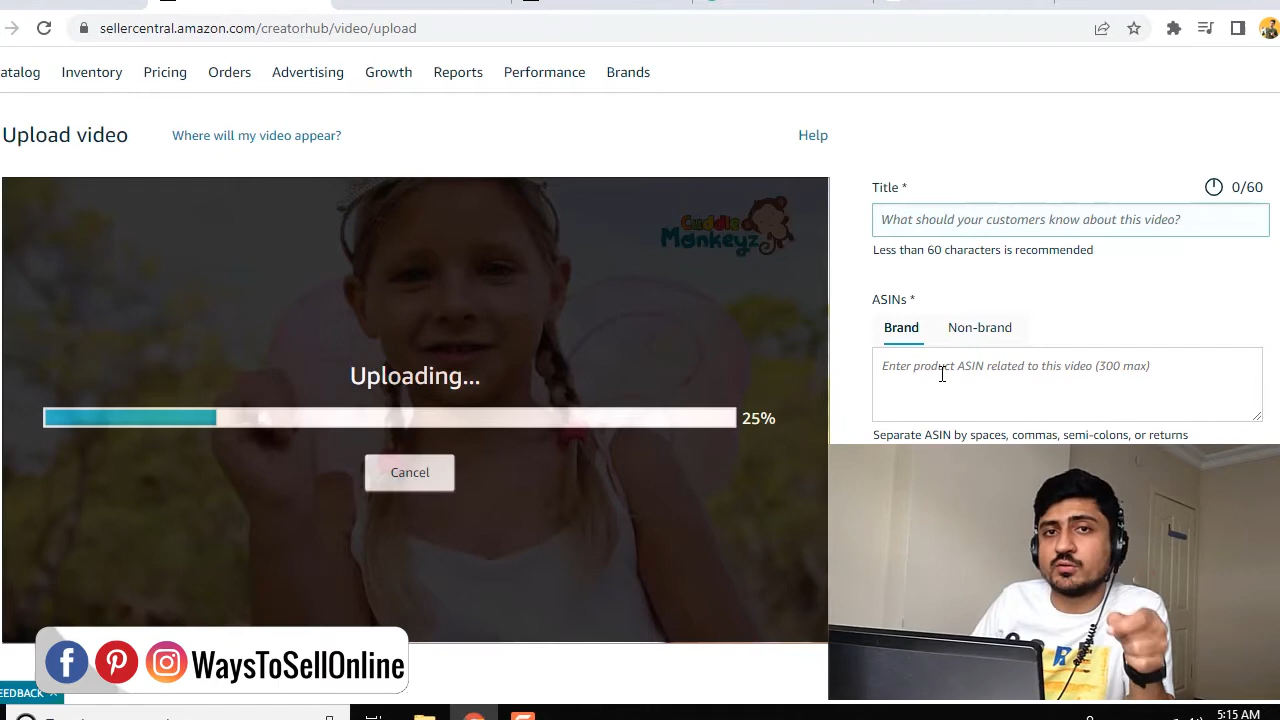 sellercentral.amazon.com/creatorhub/video/upload
atalog Inventory Pricing Orders Advertising Growth Reports Performance Brands
Upload video Where will my video appear? Help
Title * 0/60
What should your customers know about this video?
Less than 60 characters is recommended
ASINs *
Brand Non-brand
Enter product ASIN related to this video (300 max)
Separate ASIN by spaces, commas, semi-colons, or returns
Cuddle
Monkeyz
Uploading...
25%
Cancel
WaysToSellOnline
EEDBACK
5:15 AM